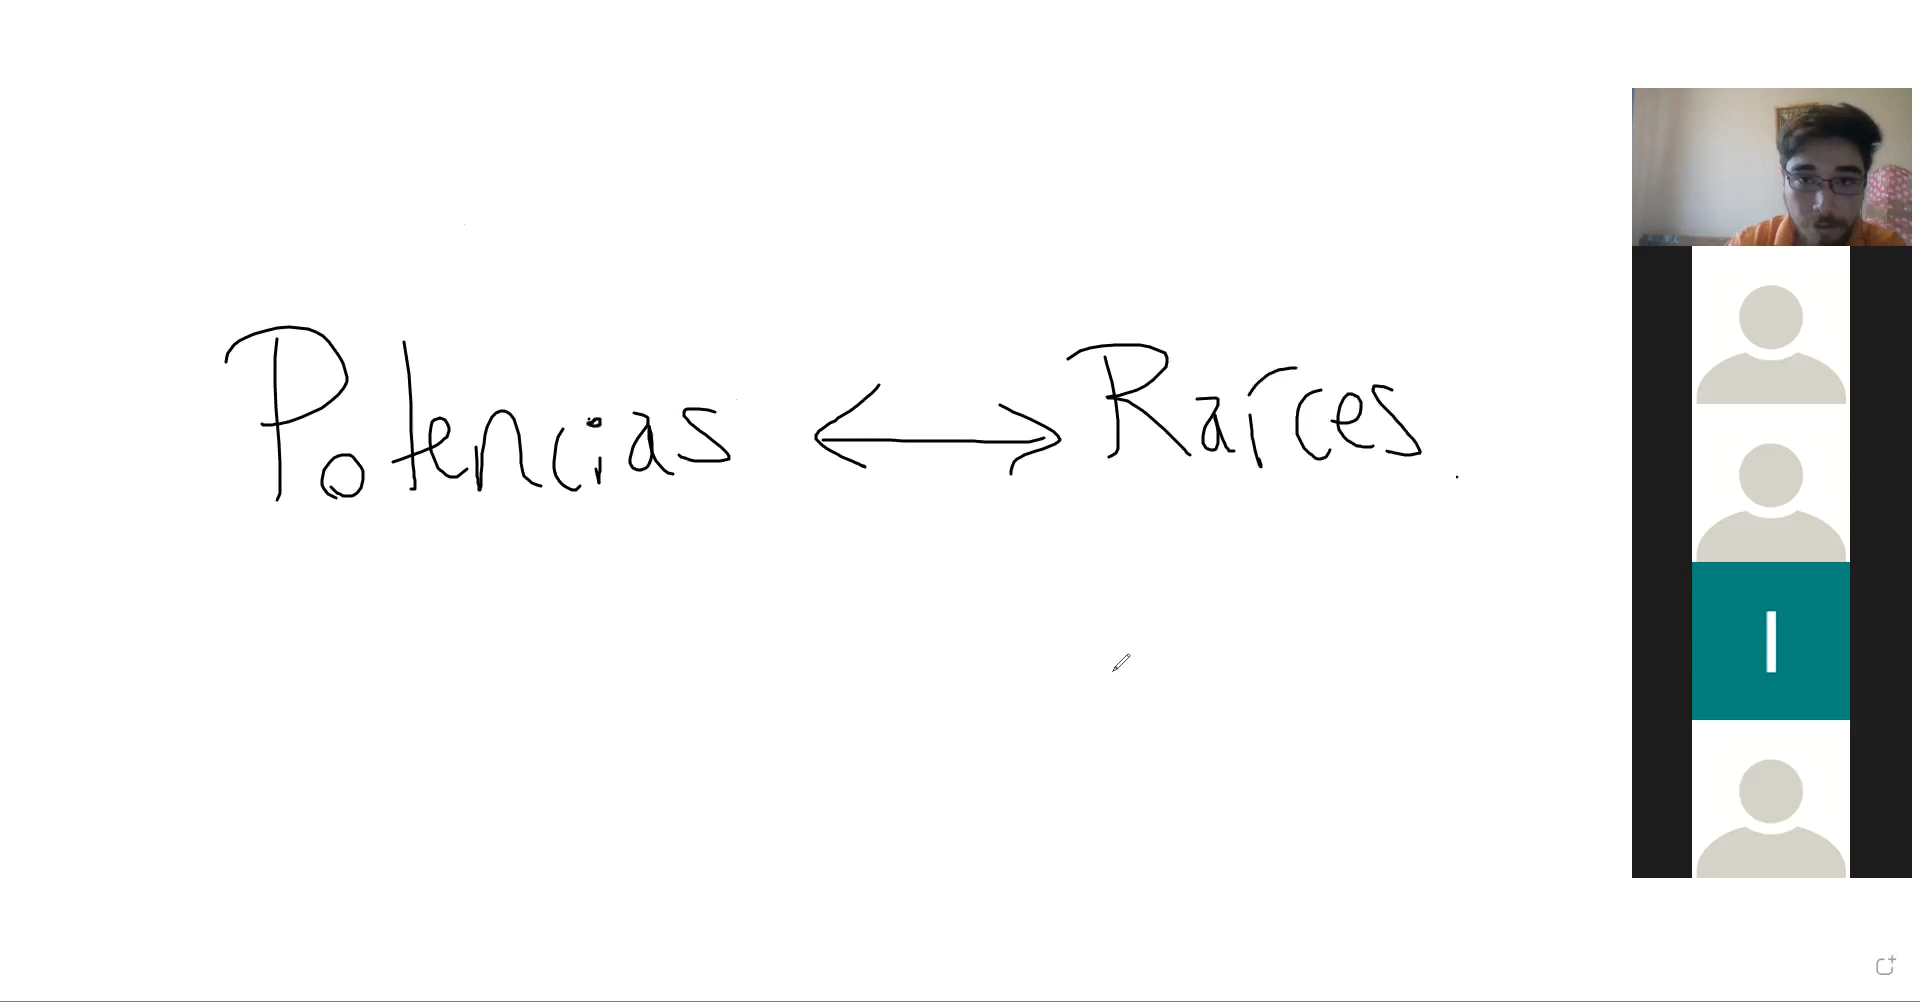 Potencias ⟷ Raíces.
I